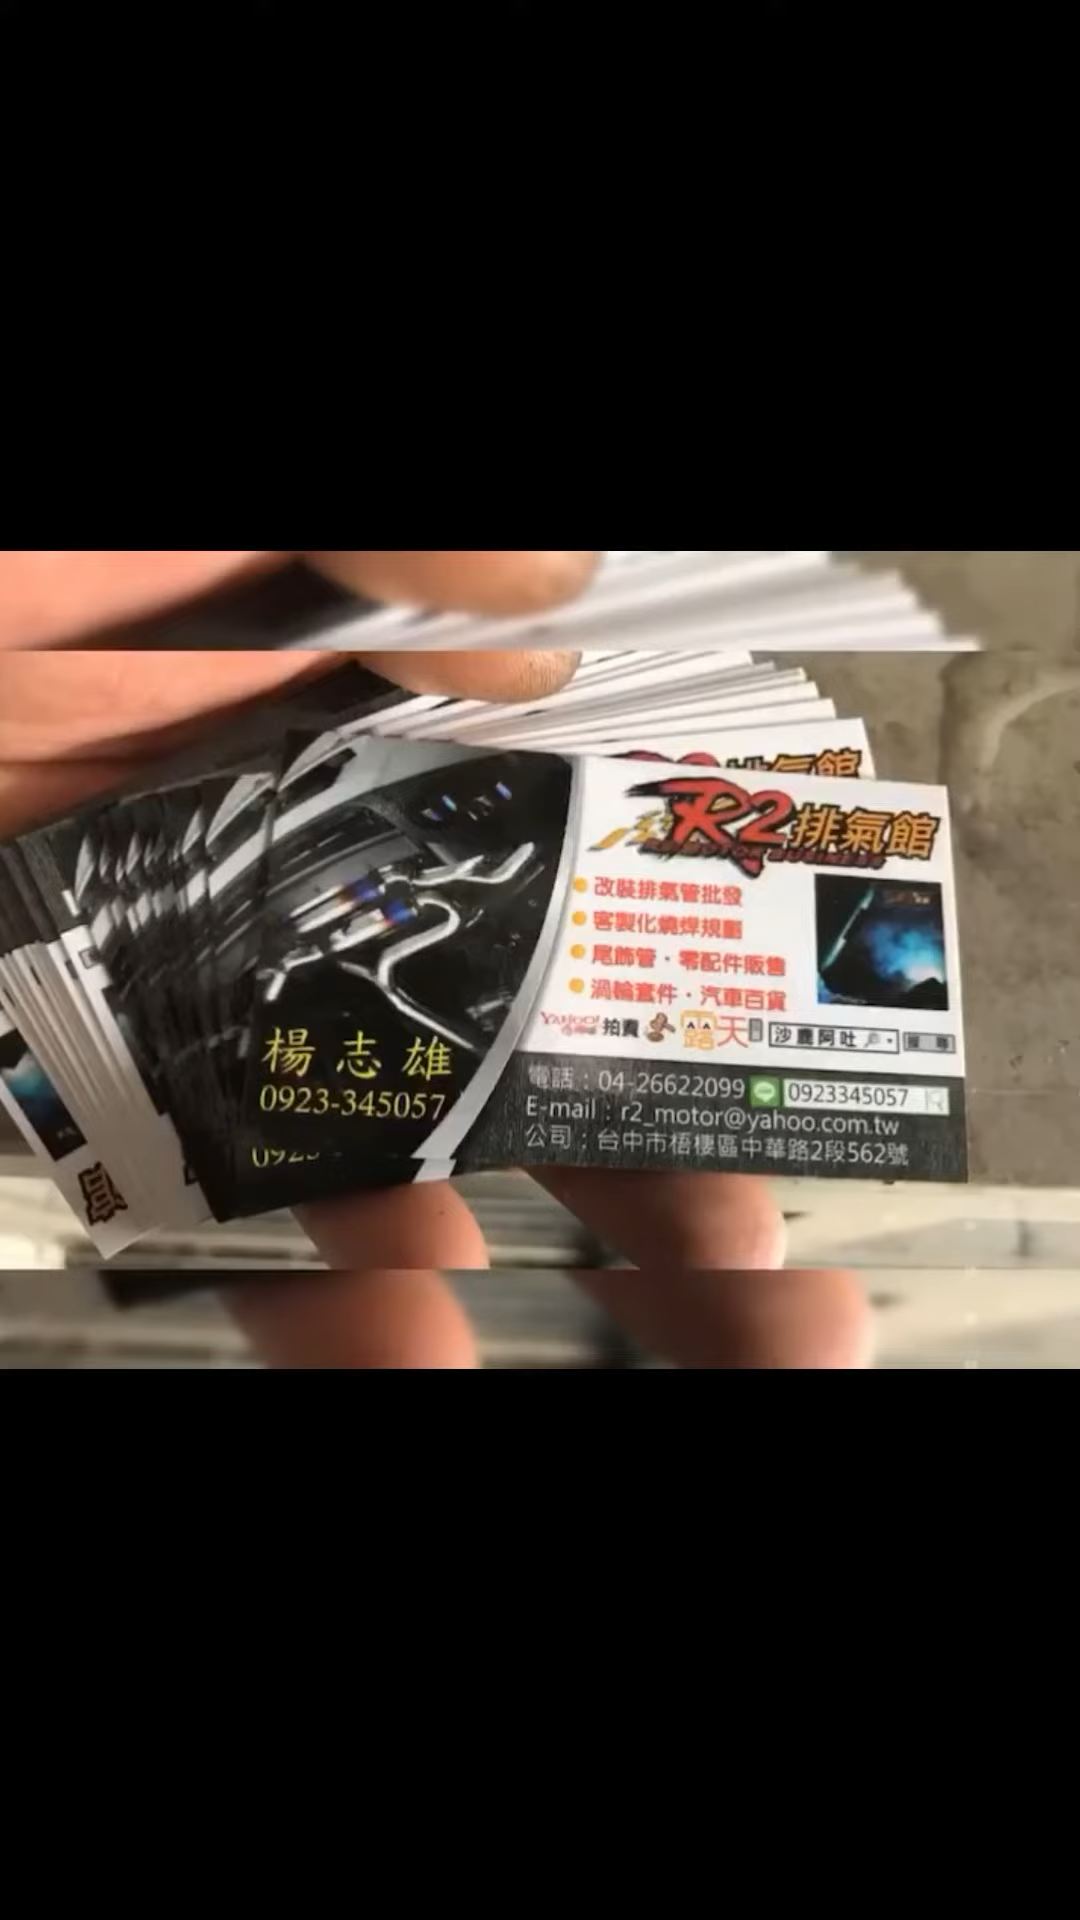 R2排氣館
改裝排氣管批發
客製化燒焊規劃
尾飾管・零配件販售
渦輪套件・汽車百貨
YAHOO! 拍賣 露天 沙鹿阿吐 搜尋
楊志雄
0923-345057
電話：04-26622099 0923345057
E-mail：r2_motor@yahoo.com.tw
公司：台中市梧棲區中華路2段562號